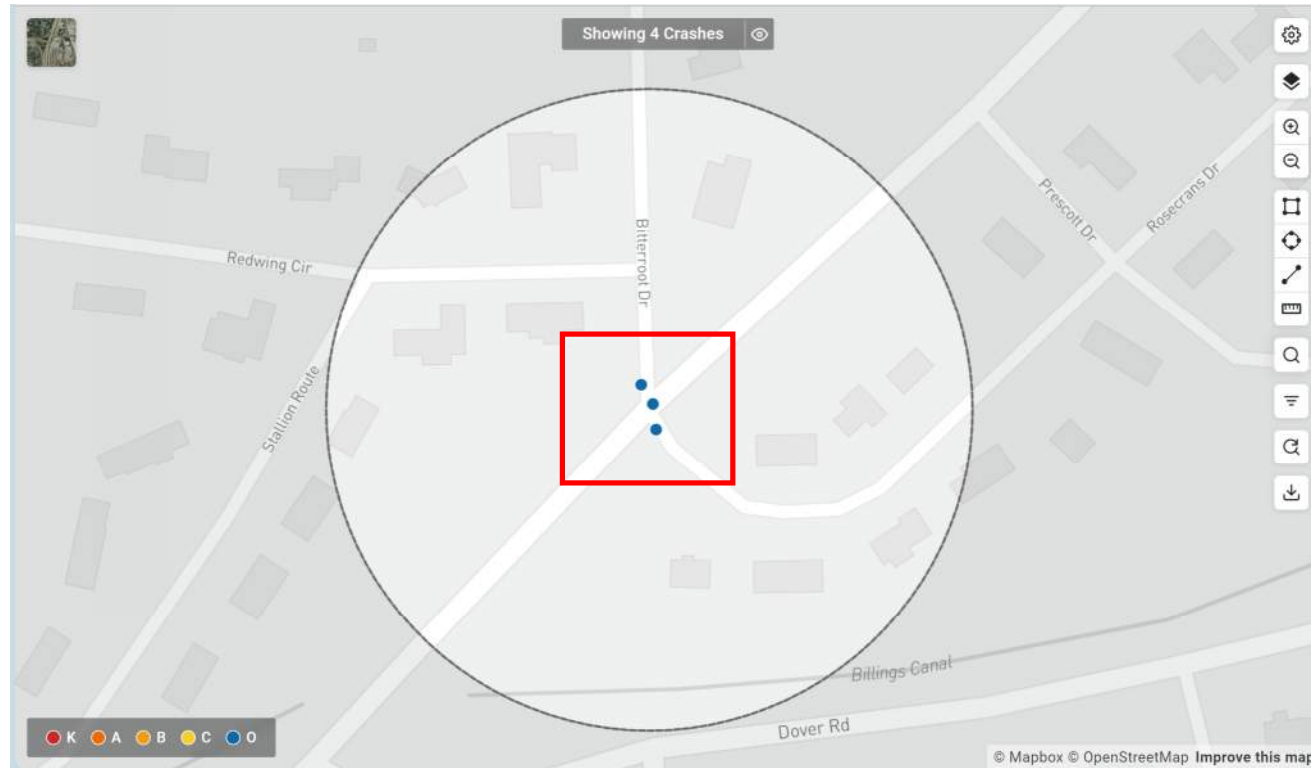 Showing 4 Crashes
Redwing Cir
Bitterroot Dr
Prescott Dr
Rosecrans Dr
Stallion Route
Billings Canal
Dover Rd
K A B C O
© Mapbox © OpenStreetMap Improve this map